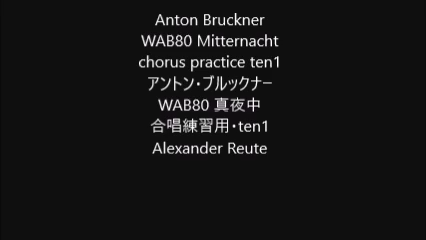 Anton Bruckner
WAB80 Mitternacht
chorus practice ten1
アントン・ブルックナー
WAB80 真夜中
合唱練習用・ten1
Alexander Reute